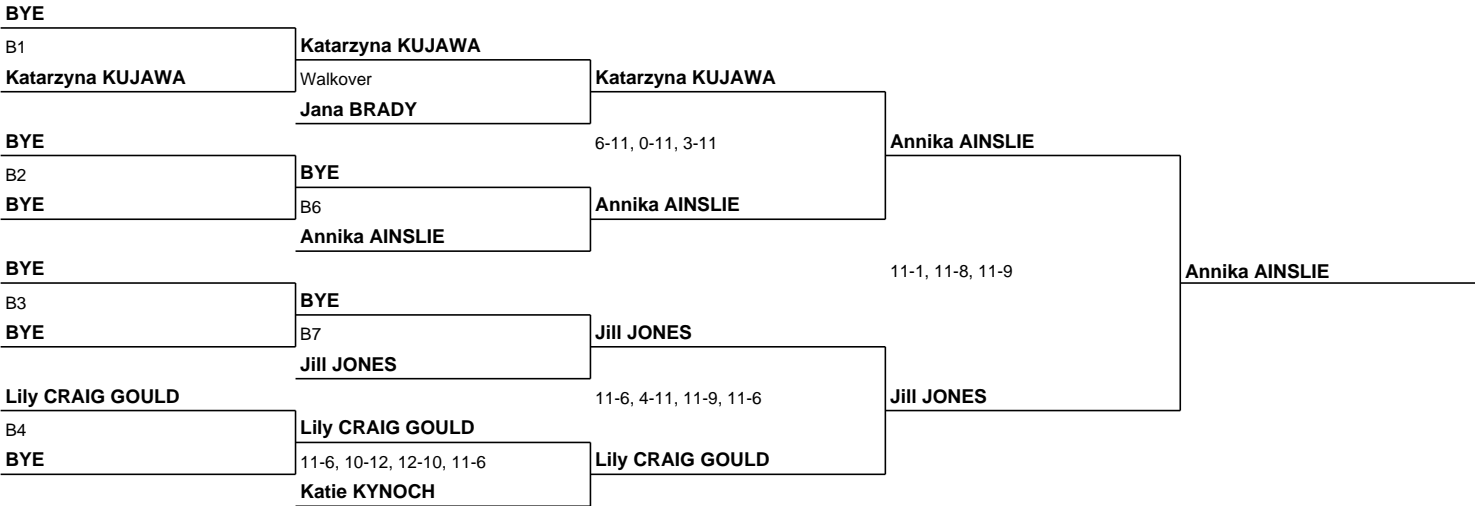 BYE
B1
Katarzyna KUJAWA
Katarzyna KUJAWA
Walkover
Katarzyna KUJAWA
Jana BRADY
BYE
6-11, 0-11, 3-11
Annika AINSLIE
B2
BYE
BYE
B6
Annika AINSLIE
Annika AINSLIE
BYE
11-1, 11-8, 11-9
Annika AINSLIE
B3
BYE
BYE
B7
Jill JONES
Jill JONES
Lily CRAIG GOULD
11-6, 4-11, 11-9, 11-6
Jill JONES
B4
Lily CRAIG GOULD
BYE
11-6, 10-12, 12-10, 11-6
Lily CRAIG GOULD
Katie KYNOCH